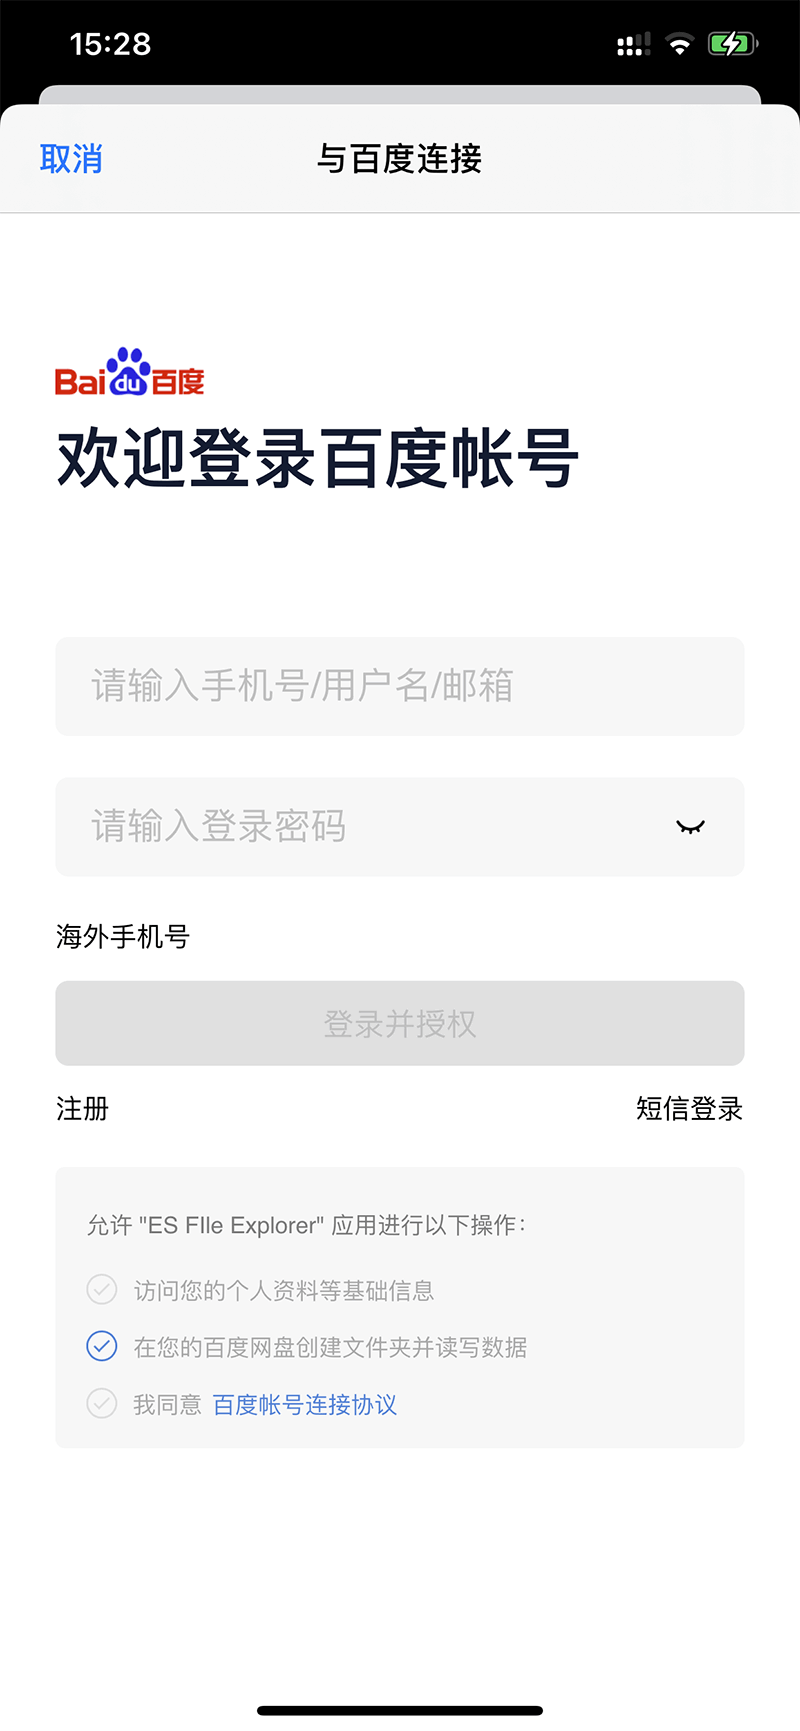 15:28
取消
与百度连接
Bai du 百度
欢迎登录百度帐号
请输入手机号/用户名/邮箱
请输入登录密码
海外手机号
登录并授权
注册
短信登录
允许 "ES FIle Explorer" 应用进行以下操作:
访问您的个人资料等基础信息
在您的百度网盘创建文件夹并读写数据
我同意 百度帐号连接协议